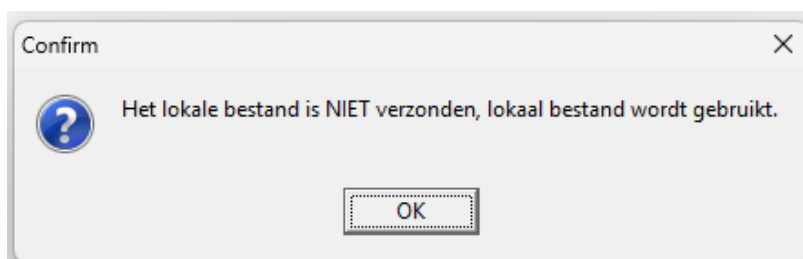 Confirm
Het lokale bestand is NIET verzonden, lokaal bestand wordt gebruikt.
OK